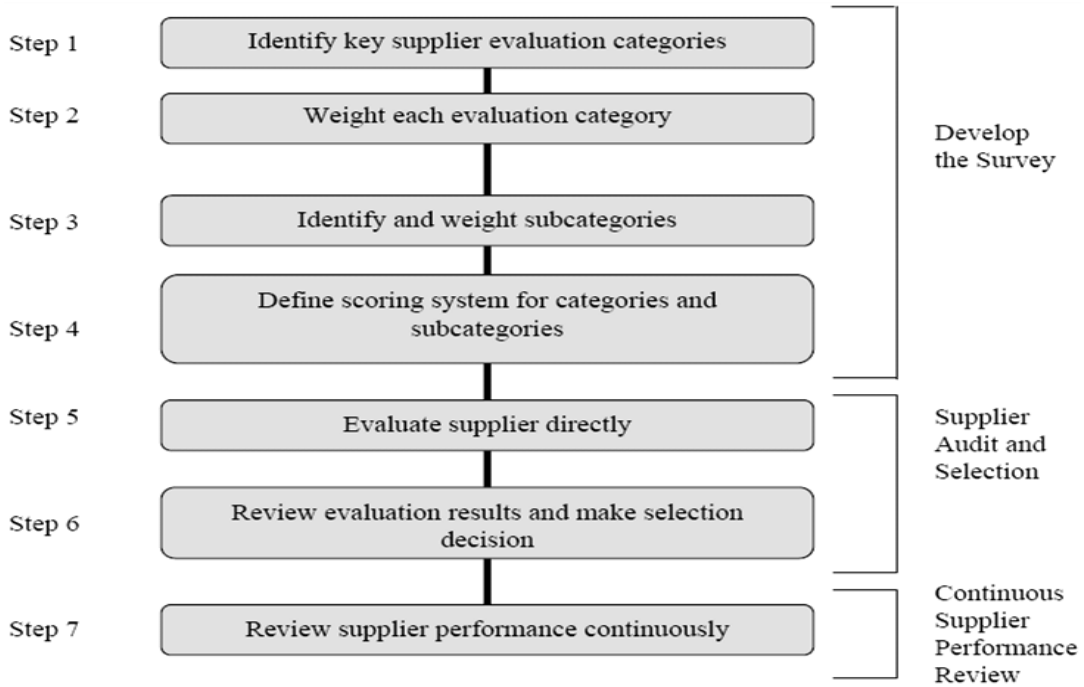 Step 1
Identify key supplier evaluation categories
Step 2
Weight each evaluation category
Develop
the Survey
Step 3
Identify and weight subcategories
Step 4
Define scoring system for categories and
subcategories
Step 5
Evaluate supplier directly
Supplier
Audit and
Selection
Step 6
Review evaluation results and make selection
decision
Step 7
Review supplier performance continuously
Continuous
Supplier
Performance
Review